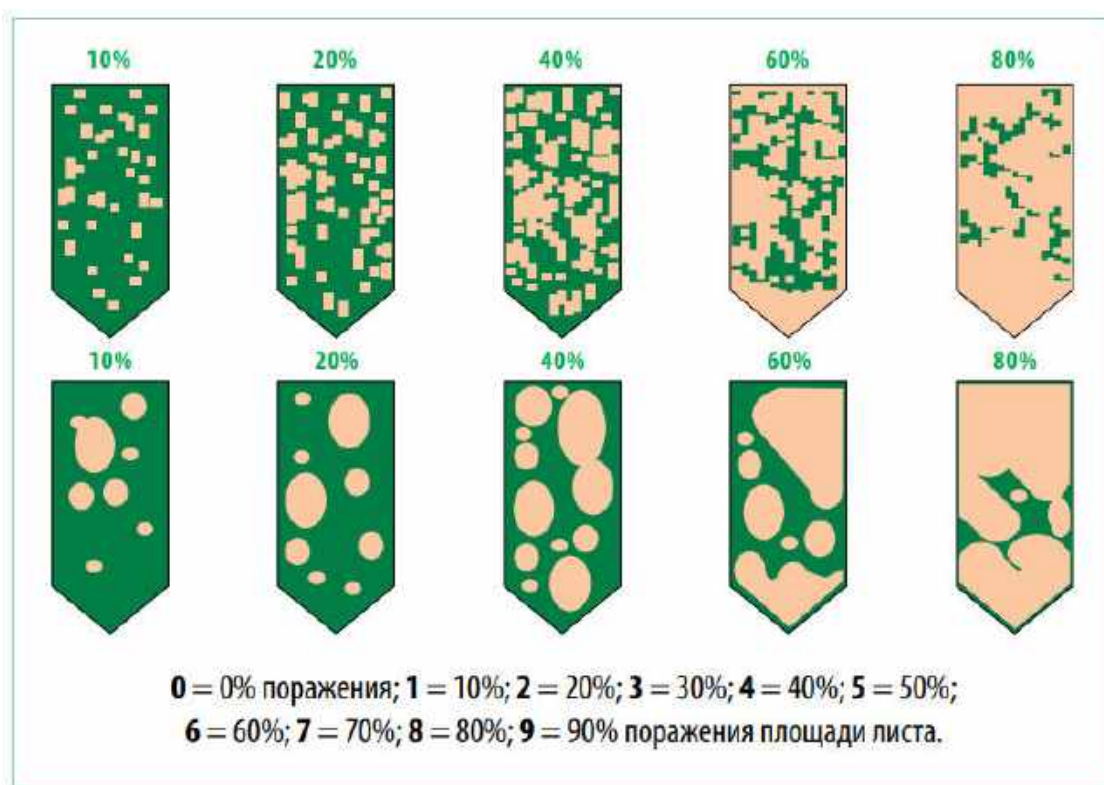 10% 20% 40% 60% 80%
10% 20% 40% 60% 80%
0 = 0% поражения; 1 = 10%; 2 = 20%; 3 = 30%; 4 = 40%; 5 = 50%;
6 = 60%; 7 = 70%; 8 = 80%; 9 = 90% поражения площади листа.